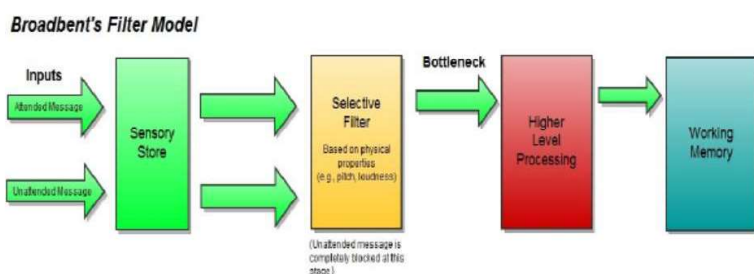 Broadbent's Filter Model
Inputs
Attended Message
Unattended Message
Sensory
Store
Selective
Filter
Based on physical
properties
(e.g., pitch, loudness)
(Unattended message is
completely blocked at this
stage.)
Bottleneck
Higher
Level
Processing
Working
Memory